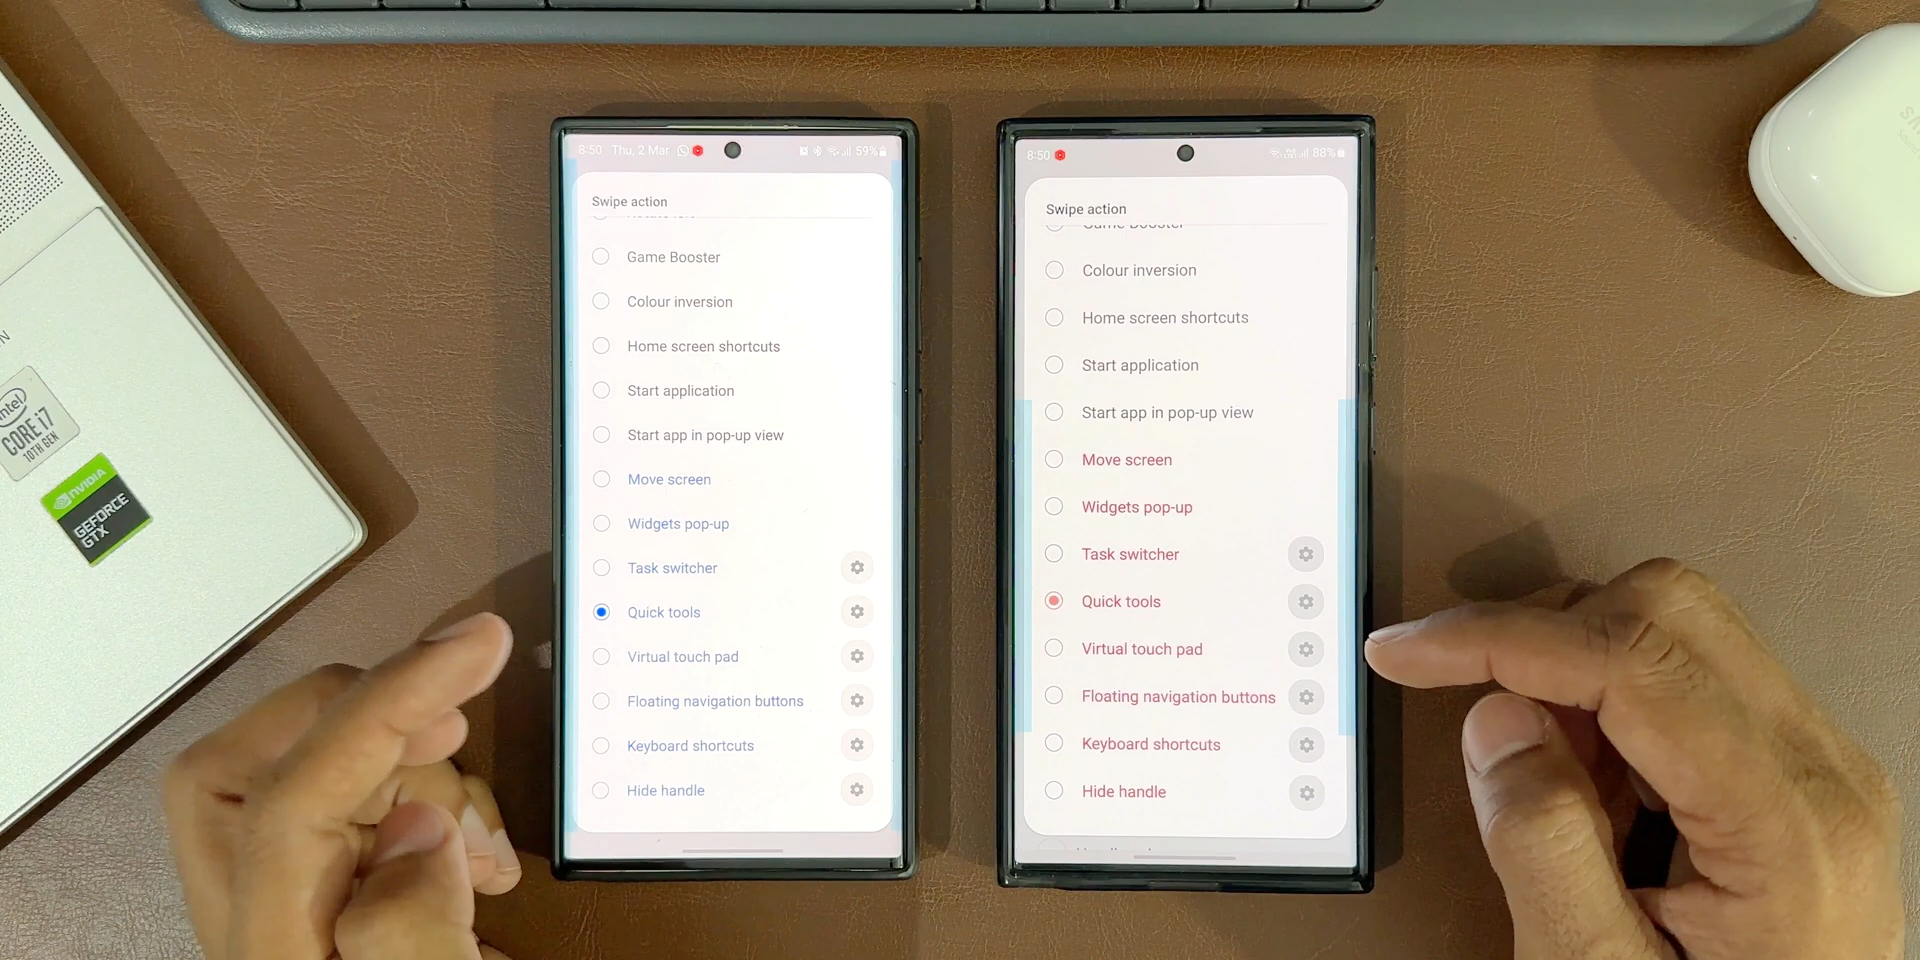 8:50 Thu, 2 Mar
59%
Swipe action
Game Booster
Colour inversion
Home screen shortcuts
Start application
Start app in pop-up view
Move screen
Widgets pop-up
Task switcher
Quick tools
Virtual touch pad
Floating navigation buttons
Keyboard shortcuts
Hide handle
8:50
88%
Swipe action
Game Booster
Colour inversion
Home screen shortcuts
Start application
Start app in pop-up view
Move screen
Widgets pop-up
Task switcher
Quick tools
Virtual touch pad
Floating navigation buttons
Keyboard shortcuts
Hide handle
intel
CORE i7
10TH GEN
NVIDIA
GEFORCE
GTX